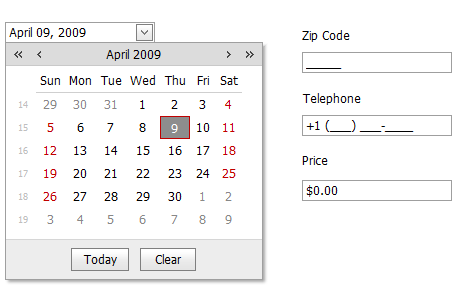 April 09, 2009
« ‹ April 2009 › »
Sun Mon Tue Wed Thu Fri Sat
14 29 30 31 1 2 3 4
15 5 6 7 8 9 10 11
16 12 13 14 15 16 17 18
17 19 20 21 22 23 24 25
18 26 27 28 29 30 1 2
19 3 4 5 6 7 8 9
Today Clear
Zip Code
_____
Telephone
+1 (___) ___-____
Price
$0.00